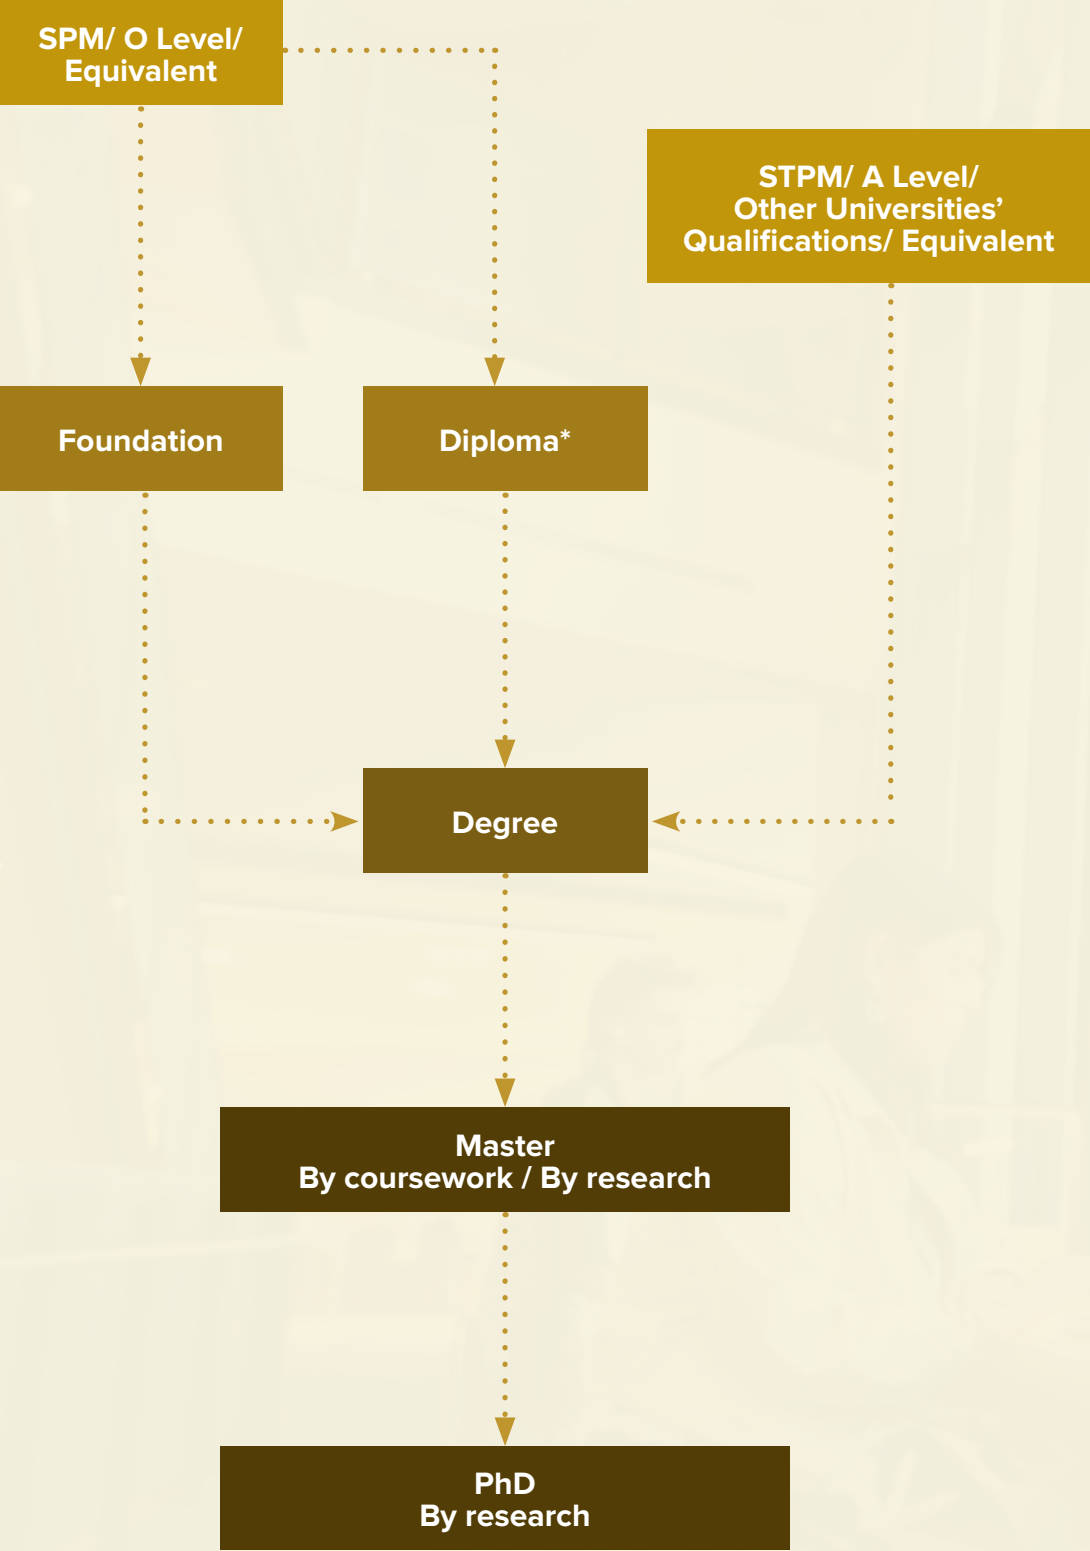 SPM/ O Level/
Equivalent
STPM/ A Level/
Other Universities’
Qualifications/ Equivalent
Foundation
Diploma*
Degree
Master
By coursework / By research
PhD
By research